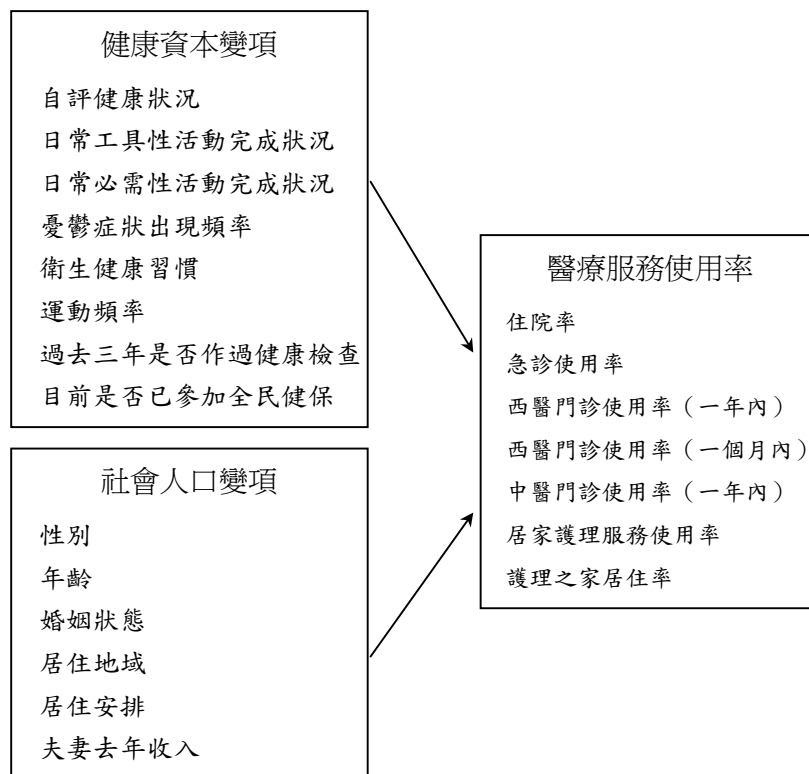 健康資本變項
自評健康狀況
日常工具性活動完成狀況
日常必需性活動完成狀況
憂鬱症狀出現頻率
衛生健康習慣
運動頻率
過去三年是否作過健康檢查
目前是否已參加全民健保
社會人口變項
性別
年齡
婚姻狀態
居住地域
居住安排
夫妻去年收入
醫療服務使用率
住院率
急診使用率
西醫門診使用率（一年內）
西醫門診使用率（一個月內）
中醫門診使用率（一年內）
居家護理服務使用率
護理之家居住率